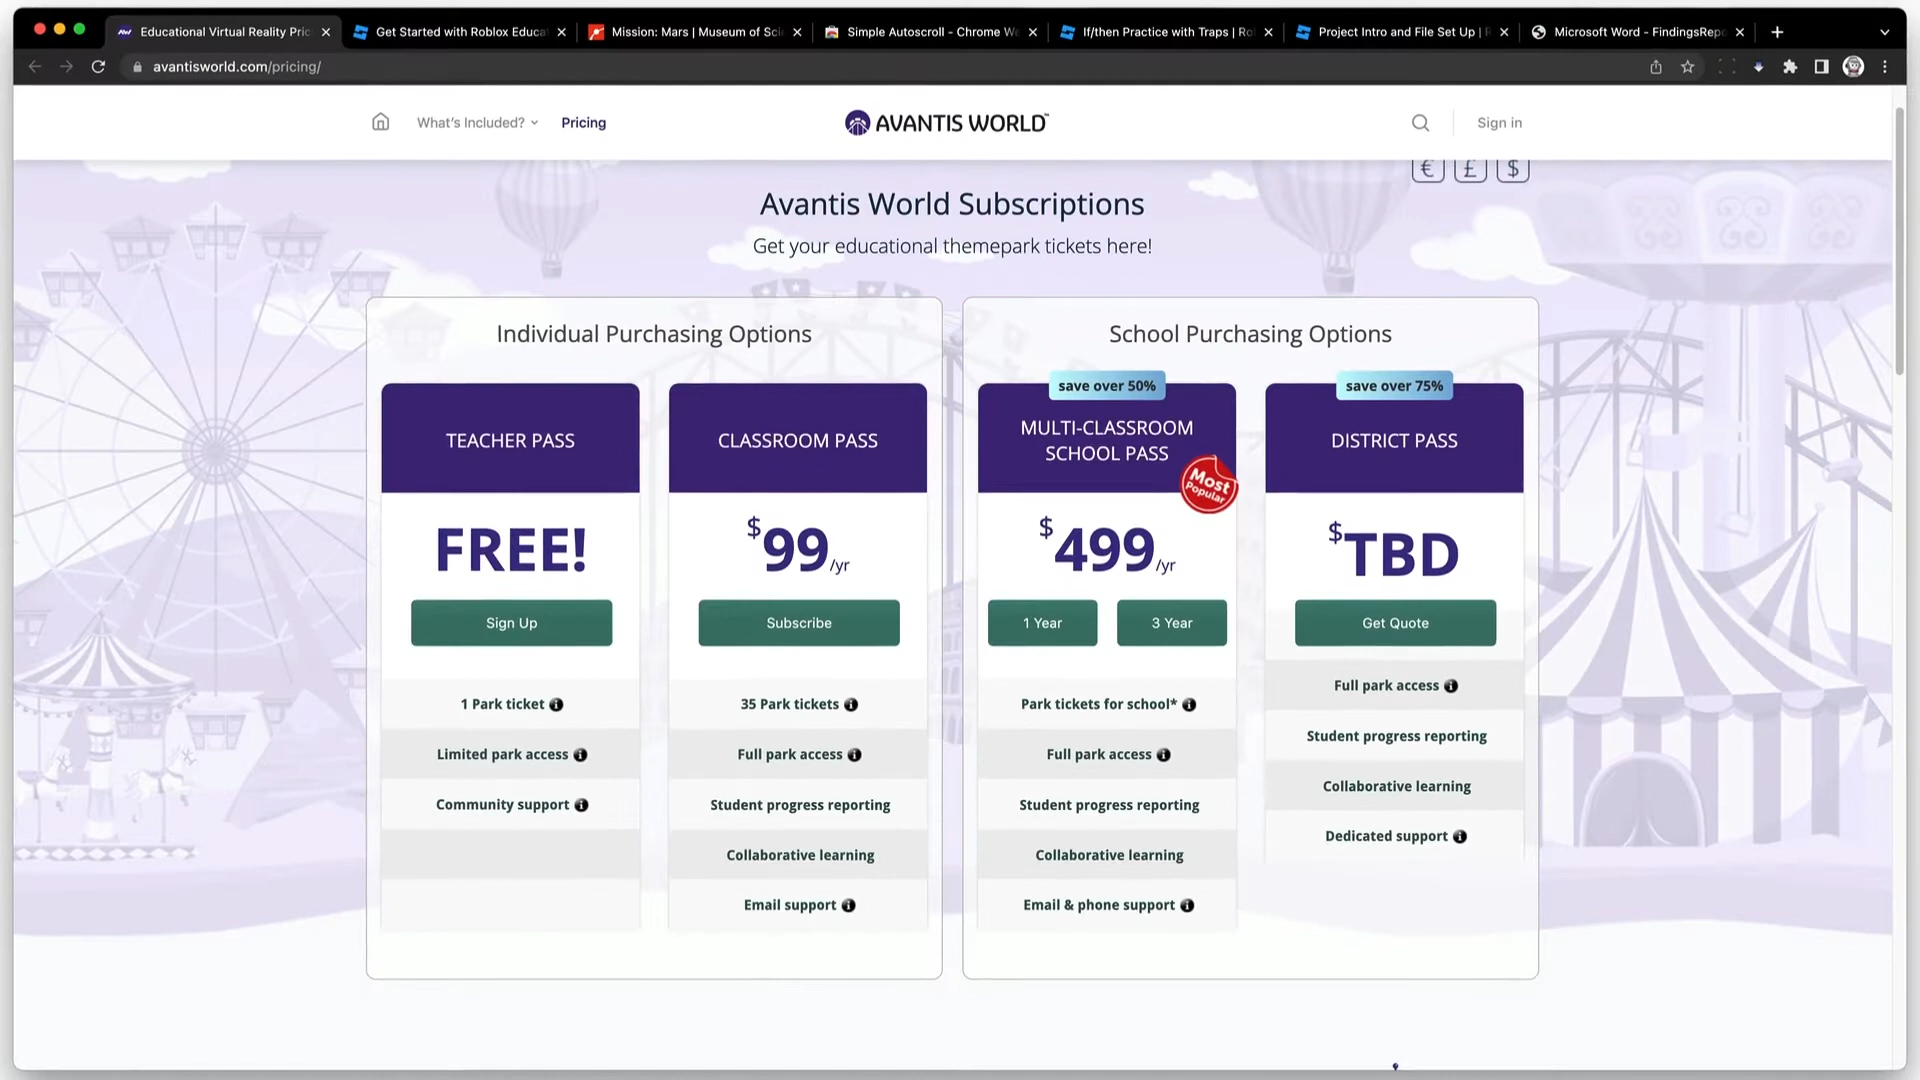 Educational Virtual Reality Pric
Get Started with Roblox Educa
Mission: Mars | Museum of Sci
Simple Autoscroll - Chrome We
If/then Practice with Traps | Ro
Project Intro and File Set Up | R
Microsoft Word - FindingsRepo
avantisworld.com/pricing/
What's Included?
Pricing
AVANTIS WORLD™
Sign in
€ £ $
Avantis World Subscriptions
Get your educational themepark tickets here!
Individual Purchasing Options
TEACHER PASS
FREE!
Sign Up
1 Park ticket
Limited park access
Community support
CLASSROOM PASS
$99/yr
Subscribe
35 Park tickets
Full park access
Student progress reporting
Collaborative learning
Email support
School Purchasing Options
save over 50%
MULTI-CLASSROOM
SCHOOL PASS
Most
Popular
$499/yr
1 Year
3 Year
Park tickets for school*
Full park access
Student progress reporting
Collaborative learning
Email & phone support
save over 75%
DISTRICT PASS
$TBD
Get Quote
Full park access
Student progress reporting
Collaborative learning
Dedicated support